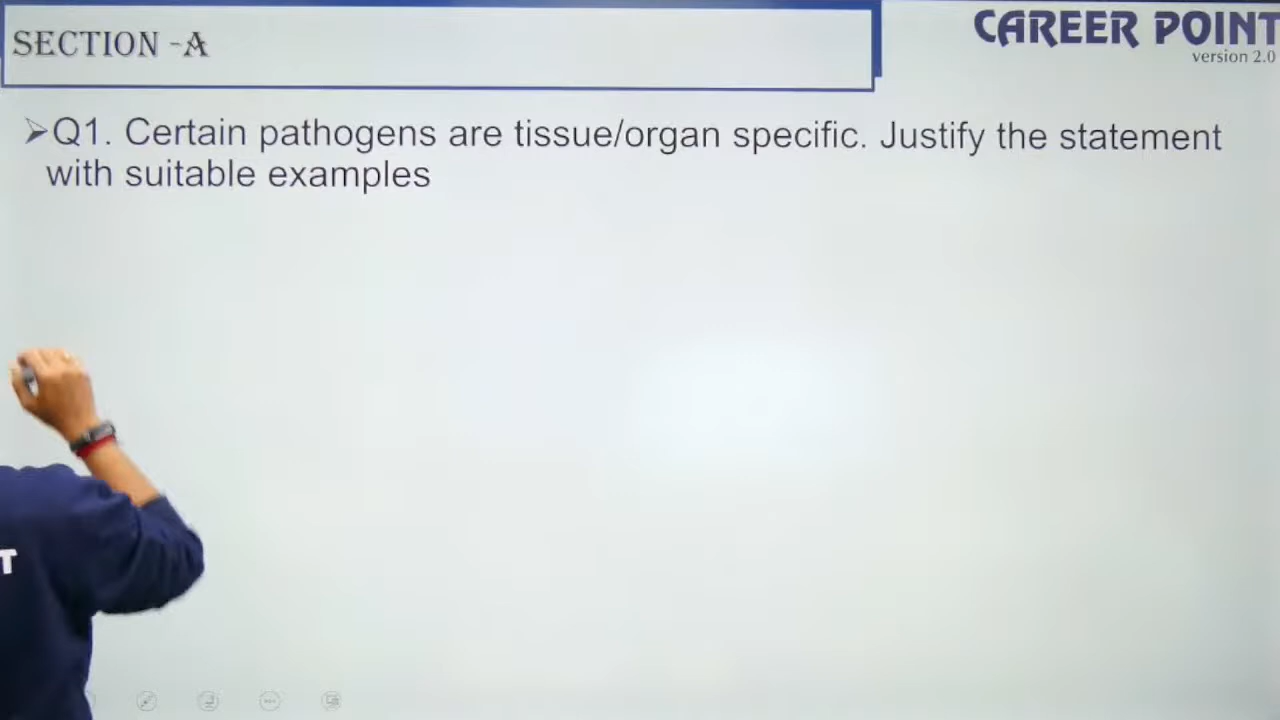 SECTION -A
CAREER POINT
version 2.0
➢Q1. Certain pathogens are tissue/organ specific. Justify the statement
with suitable examples
T